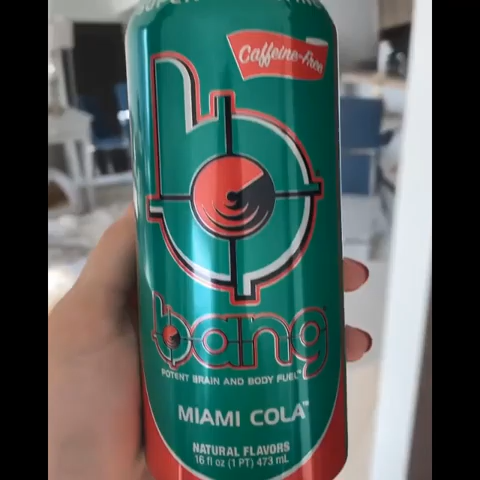 Caffeine-Free
bang
POTENT BRAIN AND BODY FUEL™
MIAMI COLA™
NATURAL FLAVORS
16 fl oz (1 PT) 473 mL